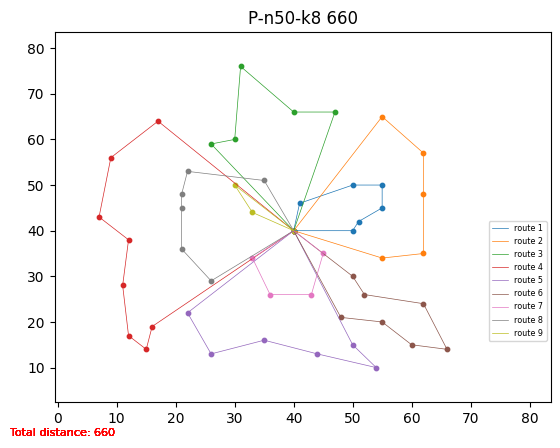 P-n50-k8 660
80
70
60
50
40
30
20
10
0 10 20 30 40 50 60 70 80
route 1
route 2
route 3
route 4
route 5
route 6
route 7
route 8
route 9
Total distance: 660